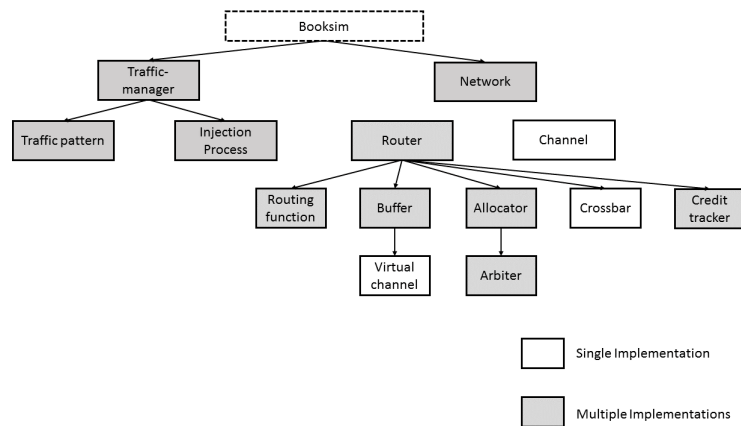 Booksim
Traffic-
manager
Network
Traffic pattern
Injection
Process
Router
Channel
Routing
function
Buffer
Allocator
Crossbar
Credit
tracker
Virtual
channel
Arbiter
Single Implementation
Multiple Implementations